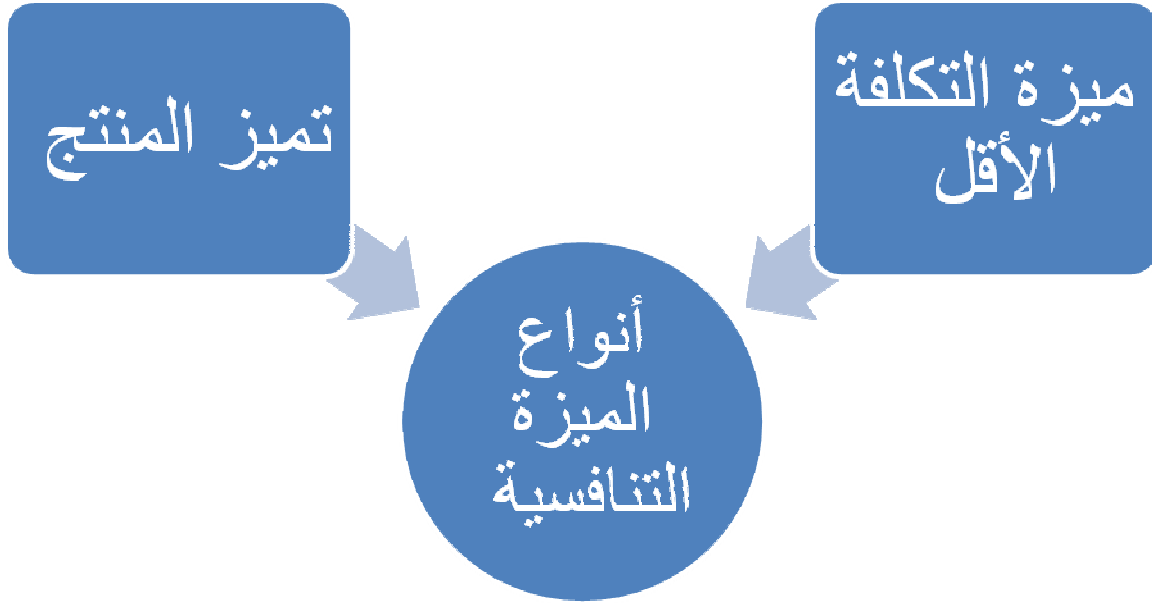 ميزة التكلفة
الأقل
تميز المنتج
أنواع
الميزة
التنافسية